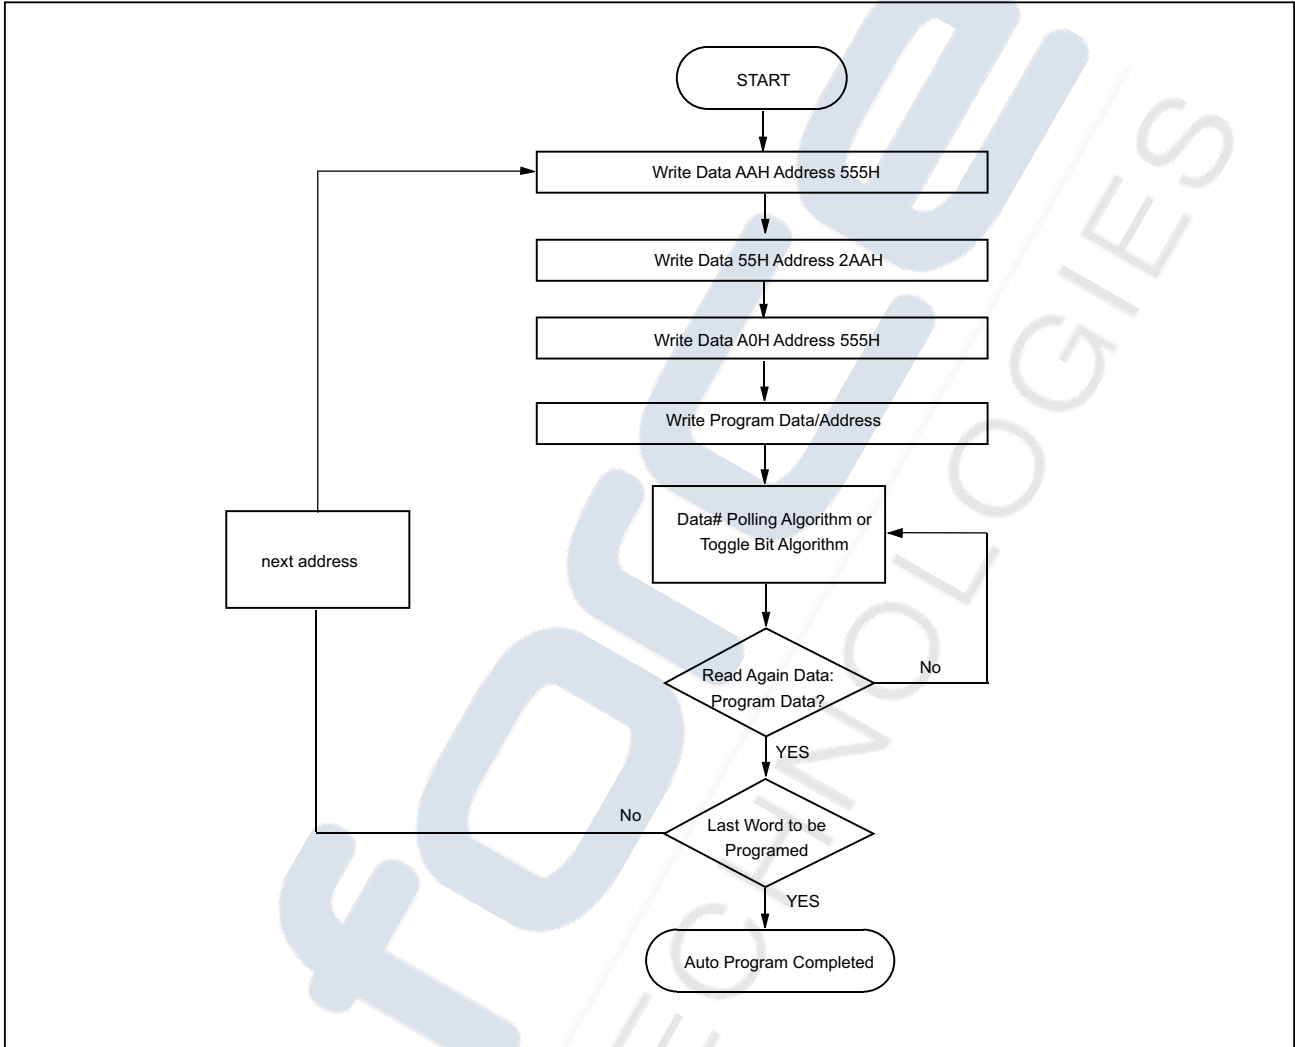 START
Write Data AAH Address 555H
Write Data 55H Address 2AAH
Write Data A0H Address 555H
Write Program Data/Address
Data# Polling Algorithm or
Toggle Bit Algorithm
next address
Read Again Data:
Program Data?
No
YES
No
Last Word to be
Programed
YES
Auto Program Completed
force
TECHNOLOGIES